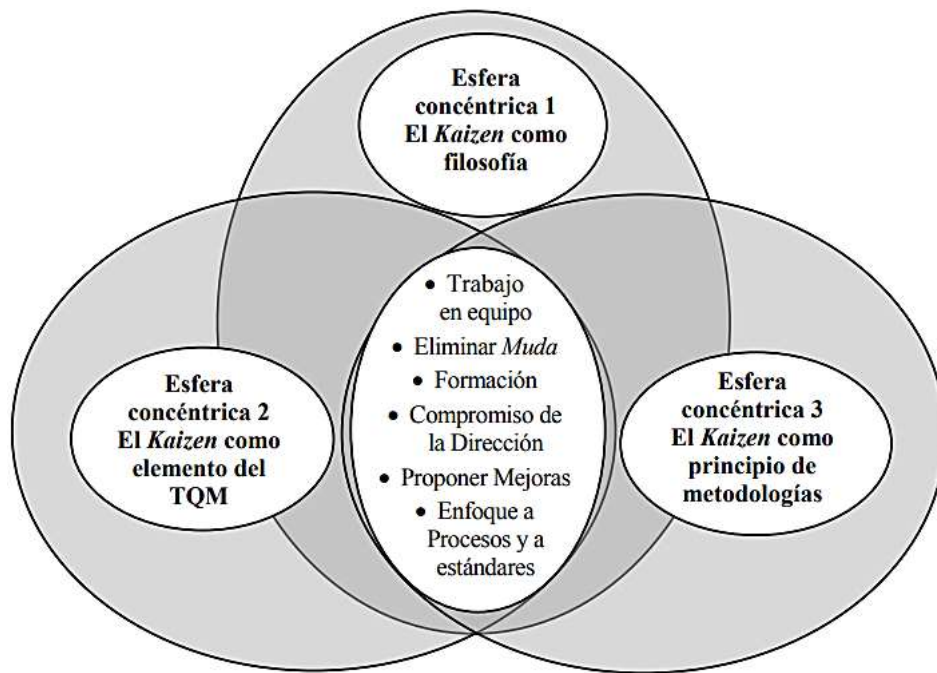 Esfera
concéntrica 1
El Kaizen como
filosofía
• Trabajo
en equipo
• Eliminar Muda
• Formación
• Compromiso de
la Dirección
• Proponer Mejoras
• Enfoque a
Procesos y a
estándares
Esfera
concéntrica 2
El Kaizen como
elemento del
TQM
Esfera
concéntrica 3
El Kaizen como
principio de
metodologías